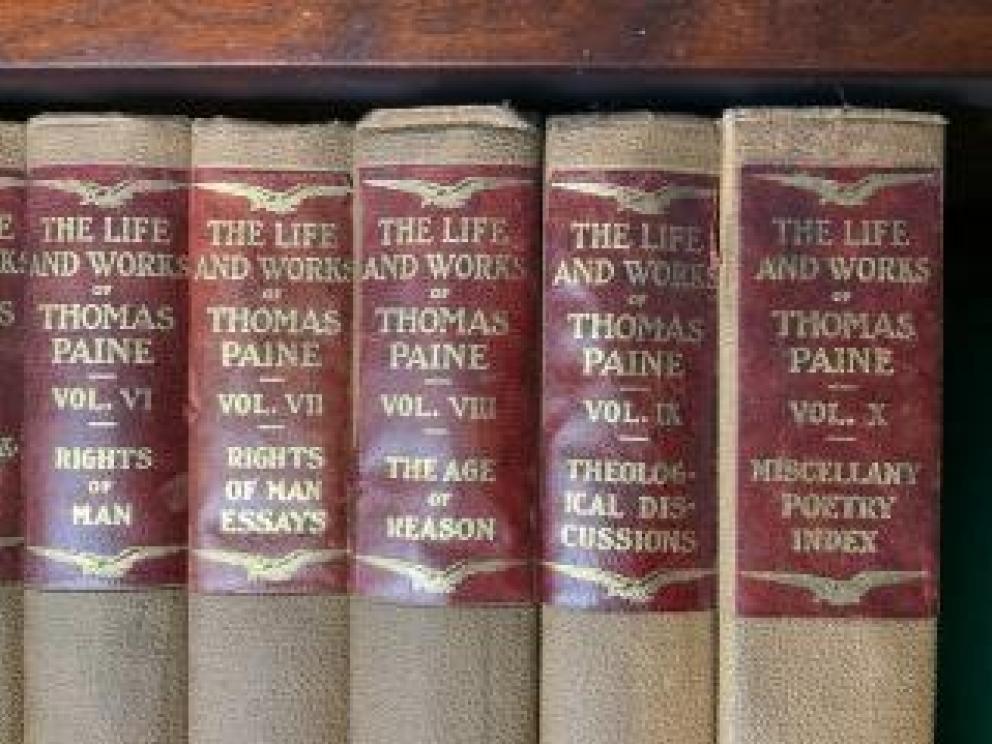 THE LIFE
AND WORKS
OF
THOMAS
PAINE
VOL. VI
RIGHTS
OF
MAN
THE LIFE
AND WORKS
OF
THOMAS
PAINE
VOL. VII
RIGHTS
OF MAN
ESSAYS
THE LIFE
AND WORKS
OF
THOMAS
PAINE
VOL. VIII
THE AGE
OF
REASON
THE LIFE
AND WORKS
OF
THOMAS
PAINE
VOL. IX
THEOLOG-
ICAL DIS-
CUSSIONS
THE LIFE
AND WORKS
OF
THOMAS
PAINE
VOL. X
MISCELLANY
POETRY
INDEX